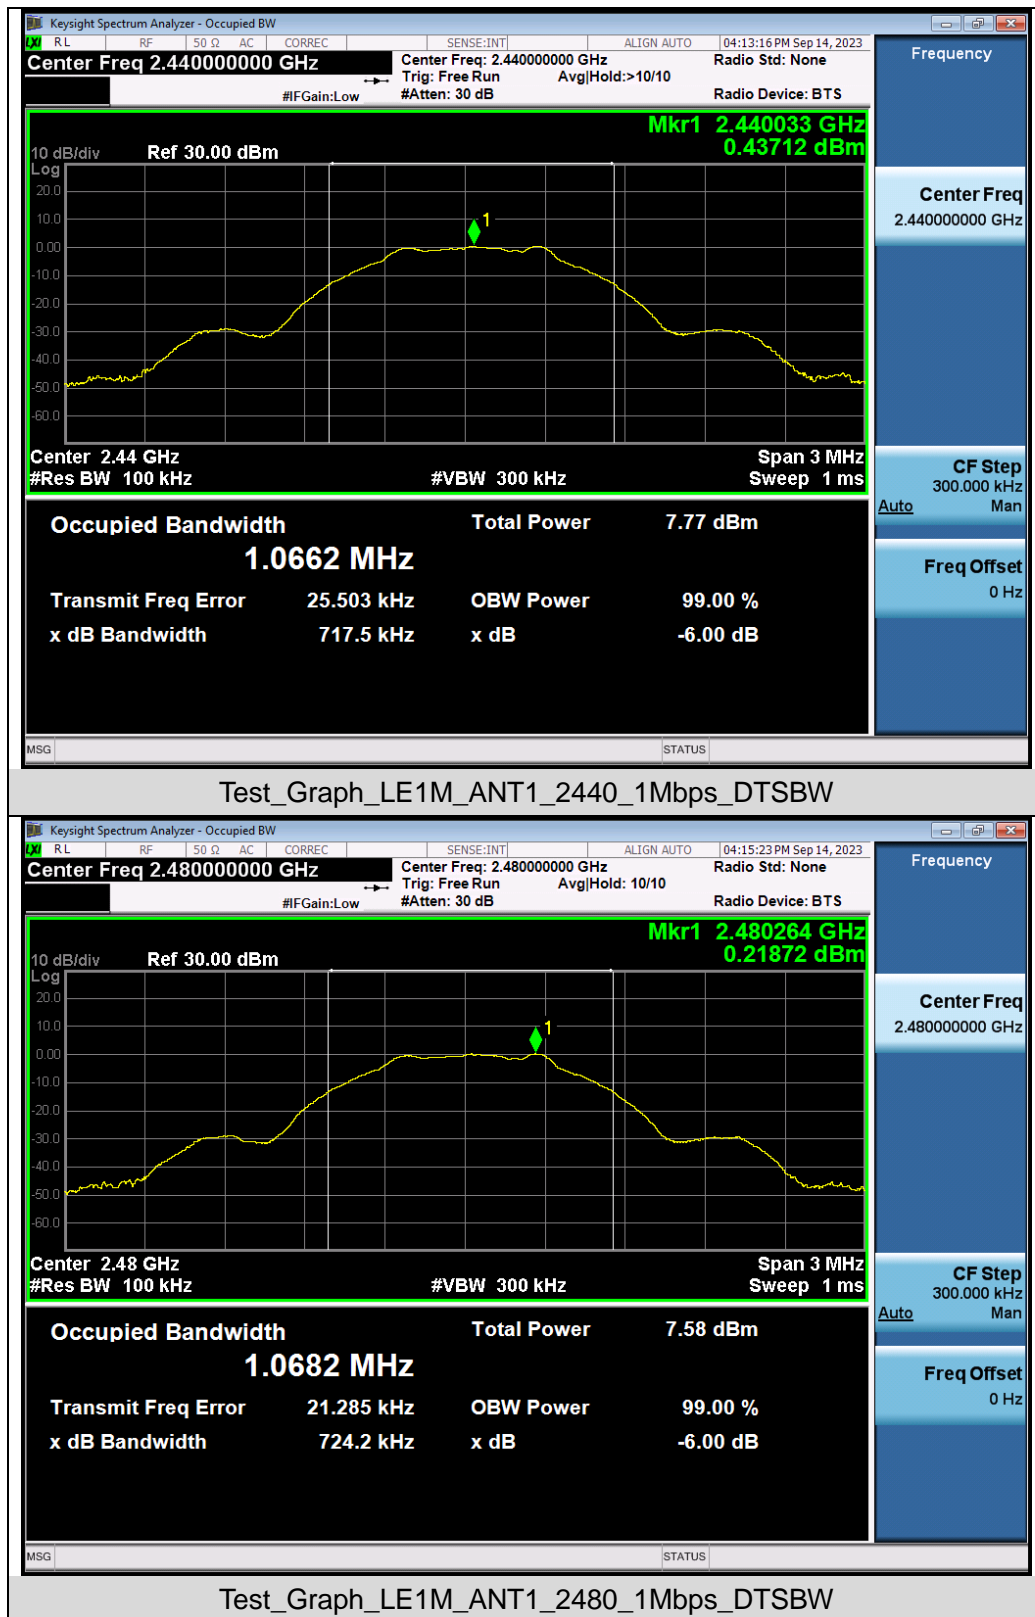 Keysight Spectrum Analyzer - Occupied BW
LXI RL RF 50 Ω AC CORREC SENSE:INT ALIGN AUTO 04:13:16 PM Sep 14, 2023
Center Freq 2.440000000 GHz
Center Freq: 2.440000000 GHz
Radio Std: None
Trig: Free Run Avg|Hold:>10/10
#IFGain:Low #Atten: 30 dB Radio Device: BTS
Frequency
Mkr1 2.440033 GHz
0.43712 dBm
10 dB/div Ref 30.00 dBm
Log
20.0
10.0
0.00
-10.0
-20.0
-30.0
-40.0
-50.0
-60.0
1
Center 2.44 GHz Span 3 MHz
#Res BW 100 kHz #VBW 300 kHz Sweep 1 ms
Center Freq
2.440000000 GHz
CF Step
300.000 kHz
Auto Man
Freq Offset
0 Hz
Occupied Bandwidth Total Power 7.77 dBm
1.0662 MHz
Transmit Freq Error 25.503 kHz OBW Power 99.00 %
x dB Bandwidth 717.5 kHz x dB -6.00 dB
MSG STATUS
Test_Graph_LE1M_ANT1_2440_1Mbps_DTSBW
Keysight Spectrum Analyzer - Occupied BW
LXI RL RF 50 Ω AC CORREC SENSE:INT ALIGN AUTO 04:15:23 PM Sep 14, 2023
Center Freq 2.480000000 GHz
Center Freq: 2.480000000 GHz
Radio Std: None
Trig: Free Run Avg|Hold: 10/10
#IFGain:Low #Atten: 30 dB Radio Device: BTS
Frequency
Mkr1 2.480264 GHz
0.21872 dBm
10 dB/div Ref 30.00 dBm
Log
20.0
10.0
0.00
-10.0
-20.0
-30.0
-40.0
-50.0
-60.0
1
Center 2.48 GHz Span 3 MHz
#Res BW 100 kHz #VBW 300 kHz Sweep 1 ms
Center Freq
2.480000000 GHz
CF Step
300.000 kHz
Auto Man
Freq Offset
0 Hz
Occupied Bandwidth Total Power 7.58 dBm
1.0682 MHz
Transmit Freq Error 21.285 kHz OBW Power 99.00 %
x dB Bandwidth 724.2 kHz x dB -6.00 dB
MSG STATUS
Test_Graph_LE1M_ANT1_2480_1Mbps_DTSBW